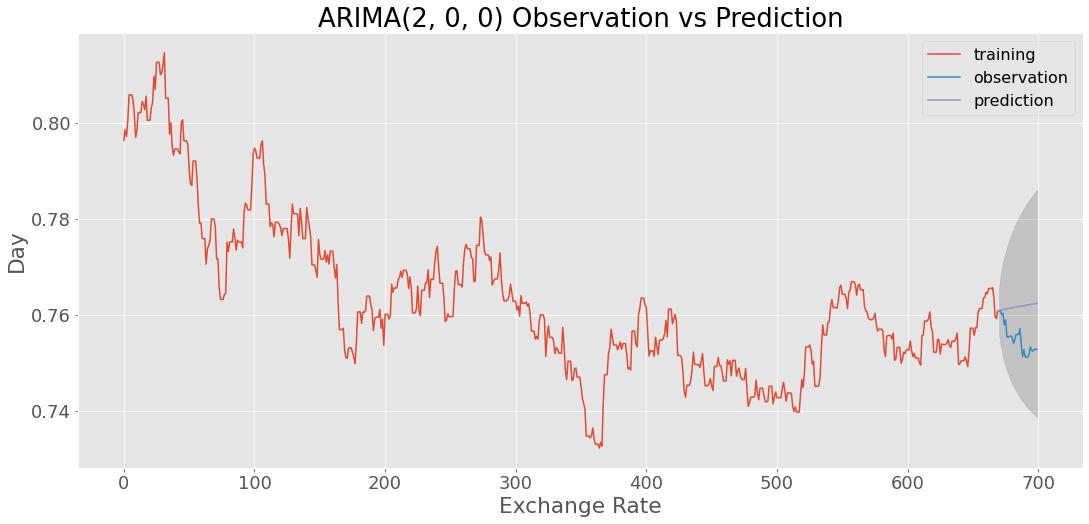 ARIMA(2, 0, 0) Observation vs Prediction
training
observation
prediction
Day
0.80
0.78
0.76
0.74
0 100 200 300 400 500 600 700
Exchange Rate